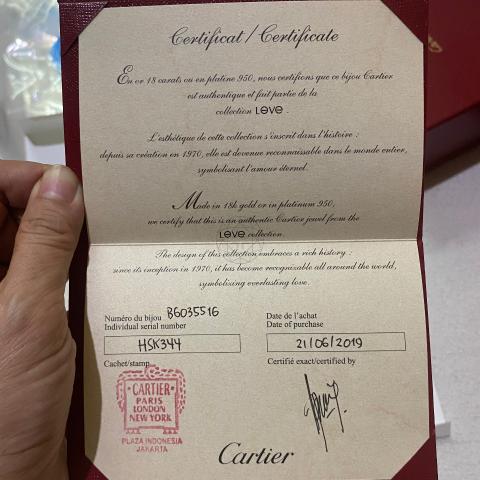 Certificat / Certificate
En or 18 carats ou en platine 950, nous certifions que ce bijou Cartier
est authentique et fait partie de la
collection LOVE .
L'esthétique de cette collection s'inscrit dans l'histoire :
depuis sa création en 1970, elle est devenue reconnaissable dans le monde entier,
symbolisant l'amour éternel.
Made in 18k gold or in platinum 950,
we certify that this is an authentic Cartier jewel from the
LOVE collection.
The design of this collection embraces a rich history :
since its inception in 1970, it has become recognizable all around the world,
symbolizing everlasting love.
Numéro du bijou B6035516
Individual serial number
HSK344
Date de l'achat
Date of purchase
21/06/2019
Cachet/stamp
CARTIER
PARIS
LONDON
NEW YORK
PLAZA INDONESIA
JAKARTA
Certifié exact/certified by
Cartier